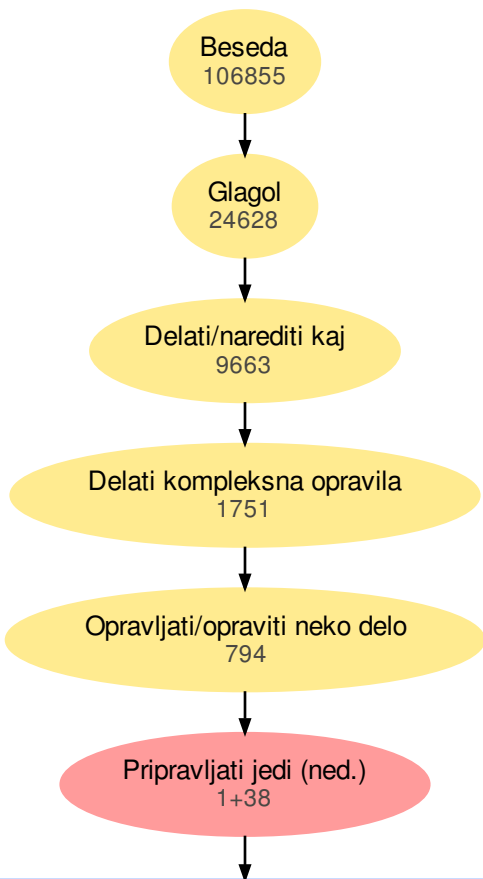 Beseda
106855
Glagol
24628
Delati/narediti kaj
9663
Delati kompleksna opravila
1751
Opravljati/opraviti neko delo
794
Pripravljati jedi (ned.)
1+38